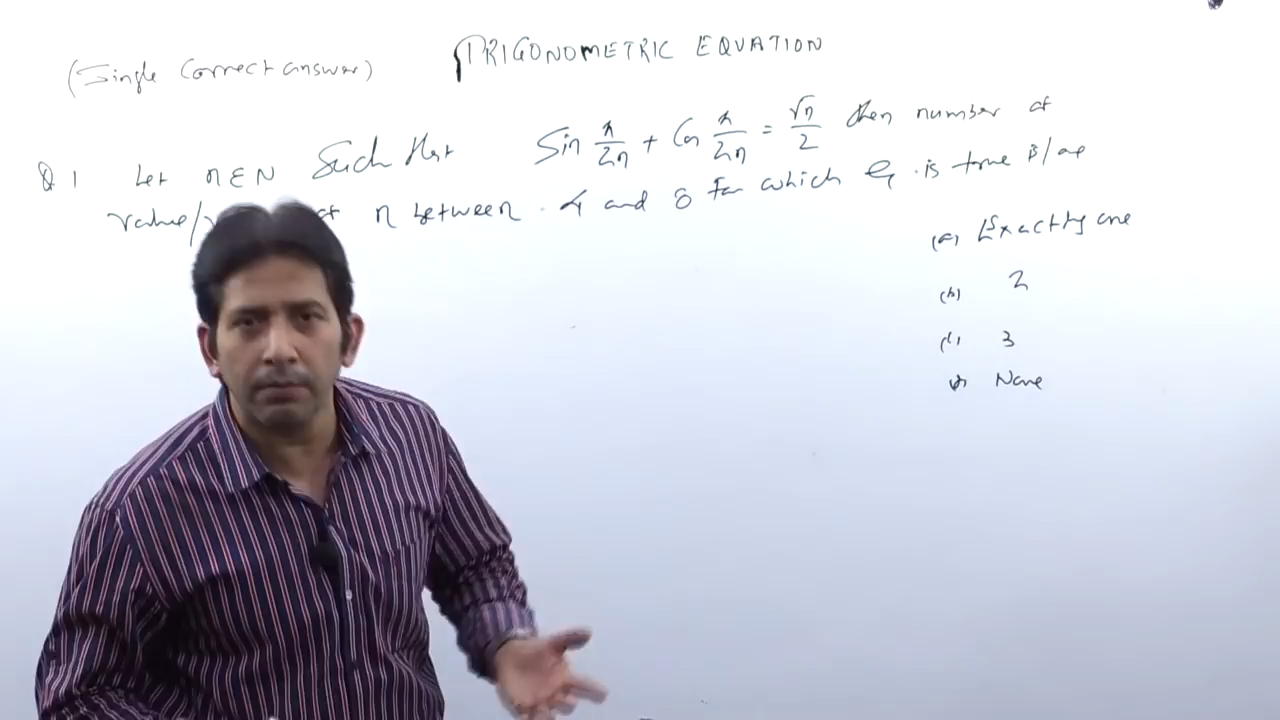 (Single Correct answer) TRIGONOMETRIC EQUATION
Q 1 Let n ∈ N Such that Sin π/2n + Cos π/2n = √n/2 then number of
value/ of n between 4 and 8 for which Eq. is true is/are
(a) Exactly one
(b) 2
(c) 3
(d) None